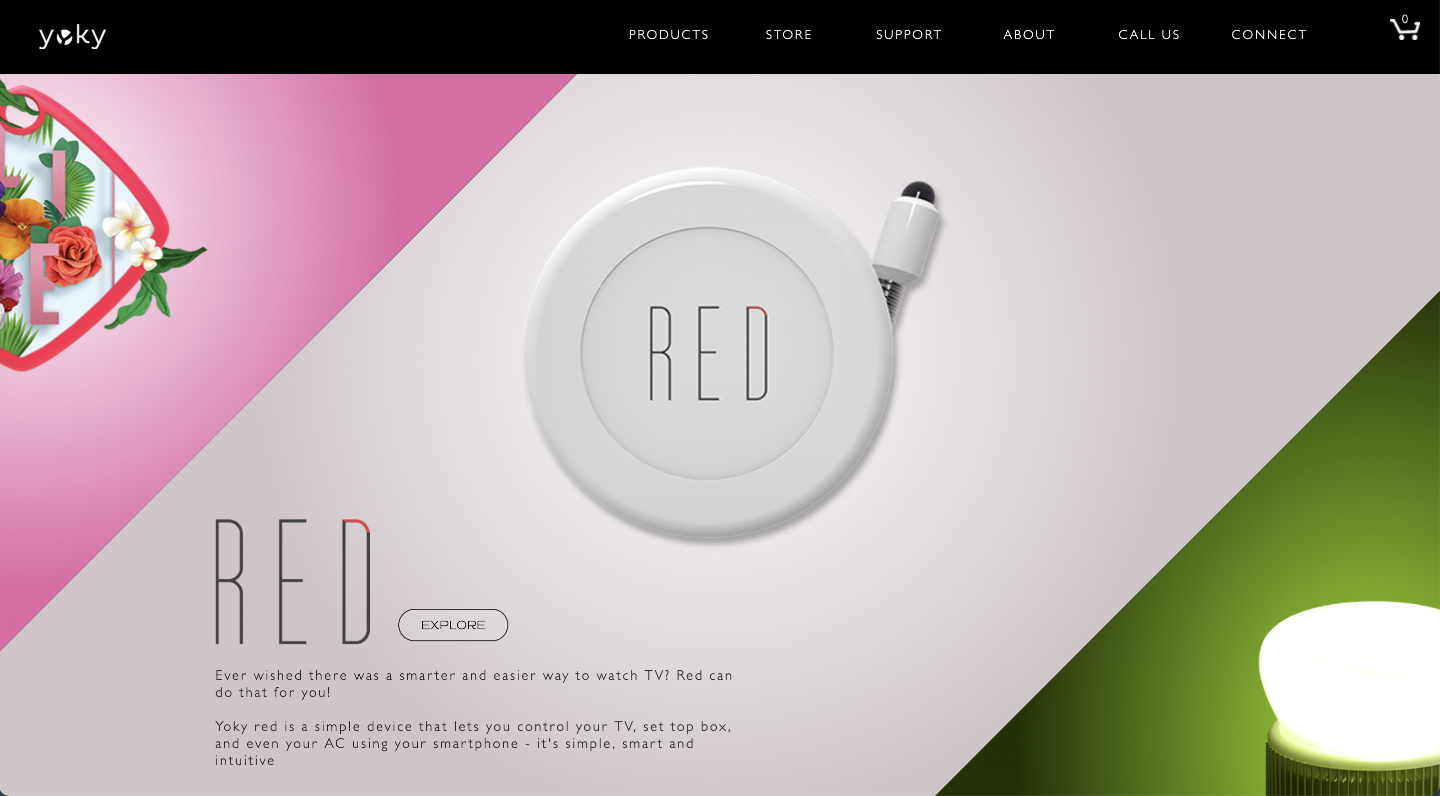 yoky
PRODUCTS STORE SUPPORT ABOUT CALL US CONNECT
0
RED
RED
EXPLORE
Ever wished there was a smarter and easier way to watch TV? Red can
do that for you!
Yoky red is a simple device that lets you control your TV, set top box,
and even your AC using your smartphone - it's simple, smart and
intuitive